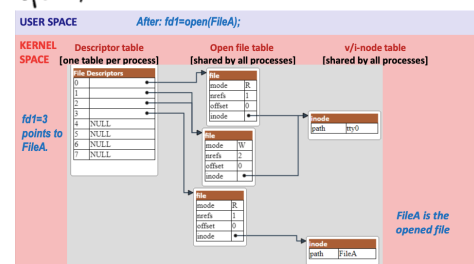 USER SPACE
After: fd1=open(FileA);
KERNEL SPACE
Descriptor table
[one table per process]
Open file table
[shared by all processes]
v/i-node table
[shared by all processes]
fd1=3
points to
FileA.
File Descriptors
0
1
2
3
4 NULL
5 NULL
6 NULL
7 NULL
file
mode R
nrefs 1
offset 0
inode
file
mode W
nrefs 2
offset 0
inode
file
mode R
nrefs 1
offset 0
inode
inode
path tty0
inode
path FileA
FileA is the
opened file